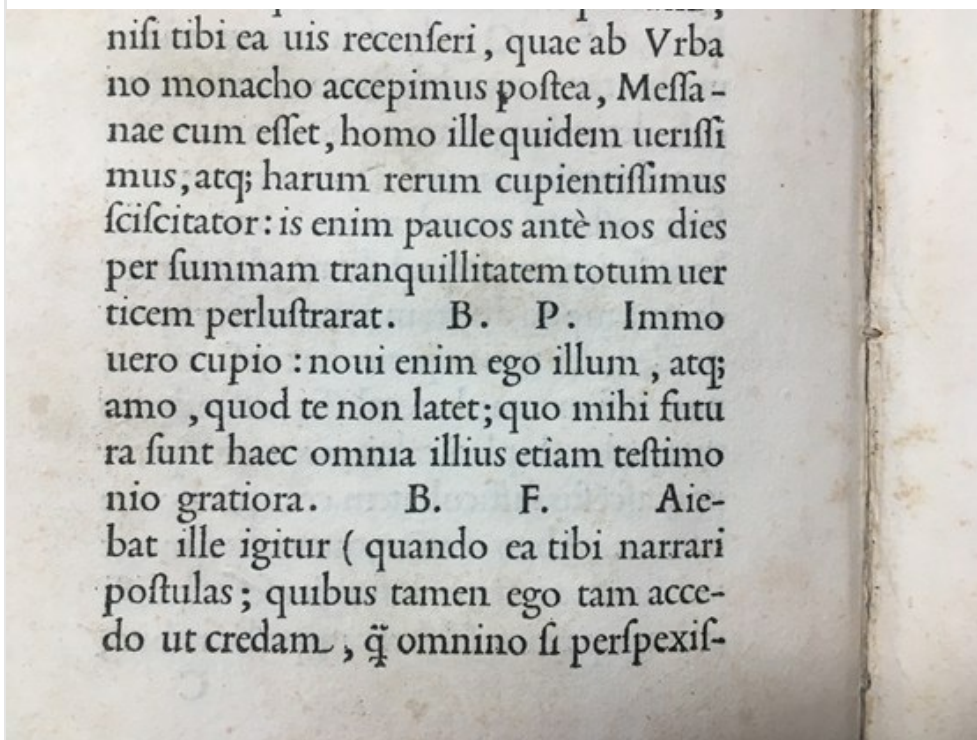 niſi tibi ea uis recenſeri, quae ab Vrba
no monacho accepimus poſtea, Meſſa-
nae cum eſſet, homo ille quidem ueriſſi
mus, atq; harum rerum cupientiſſimus
ſciſcitator: is enim paucos antè nos dies
per ſummam tranquillitatem totum uer
ticem perluſtrarat. B. P. Immo
uero cupio: noui enim ego illum, atq;
amo, quod te non latet; quo mihi futu
ra ſunt haec omnia illius etiam teſtimo
nio gratiora. B. F. Aie-
bat ille igitur ( quando ea tibi narrari
poſtulas; quibus tamen ego tam acce-
do ut credam, q̃ omnino ſi perſpexiſ-